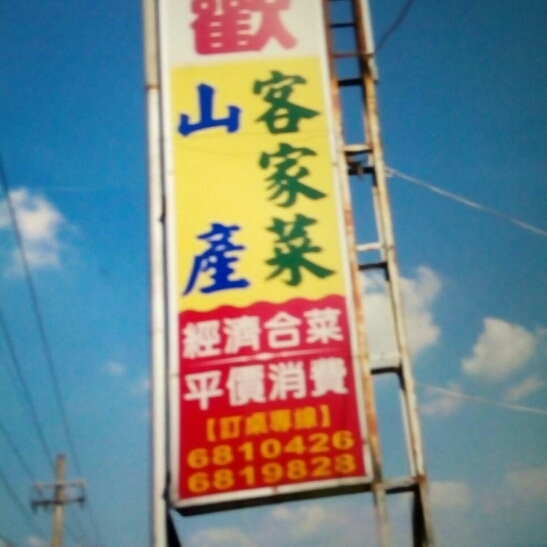 歡
客家菜
山產
經濟合菜
平價消費
【訂桌專線】
6810426
6819828